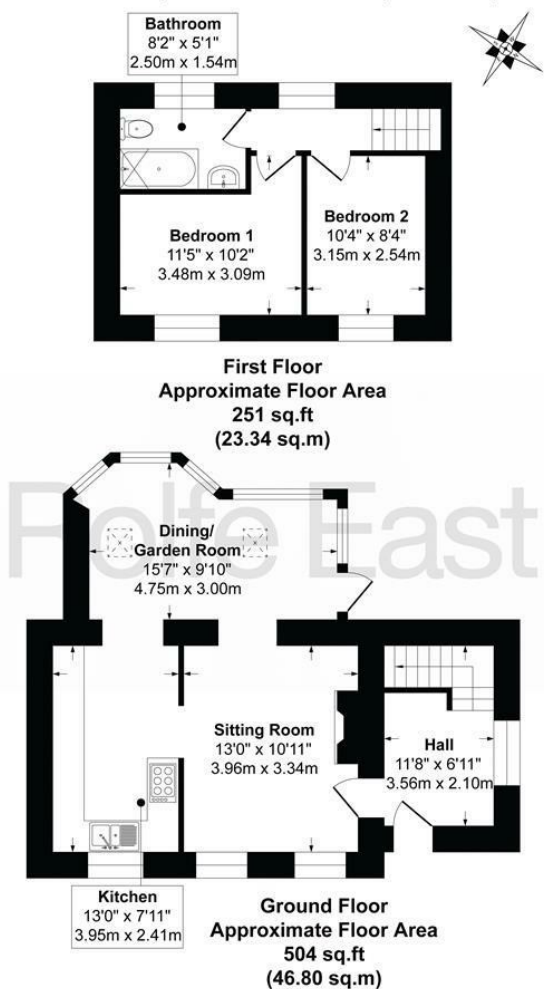 Bathroom
8'2" x 5'1"
2.50m x 1.54m
Bedroom 1
11'5" x 10'2"
3.48m x 3.09m
Bedroom 2
10'4" x 8'4"
3.15m x 2.54m
First Floor
Approximate Floor Area
251 sq.ft
(23.34 sq.m)
Rolfe East
Dining/
Garden Room
15'7" x 9'10"
4.75m x 3.00m
Sitting Room
13'0" x 10'11"
3.96m x 3.34m
Hall
11'8" x 6'11"
3.56m x 2.10m
Kitchen
13'0" x 7'11"
3.95m x 2.41m
Ground Floor
Approximate Floor Area
504 sq.ft
(46.80 sq.m)